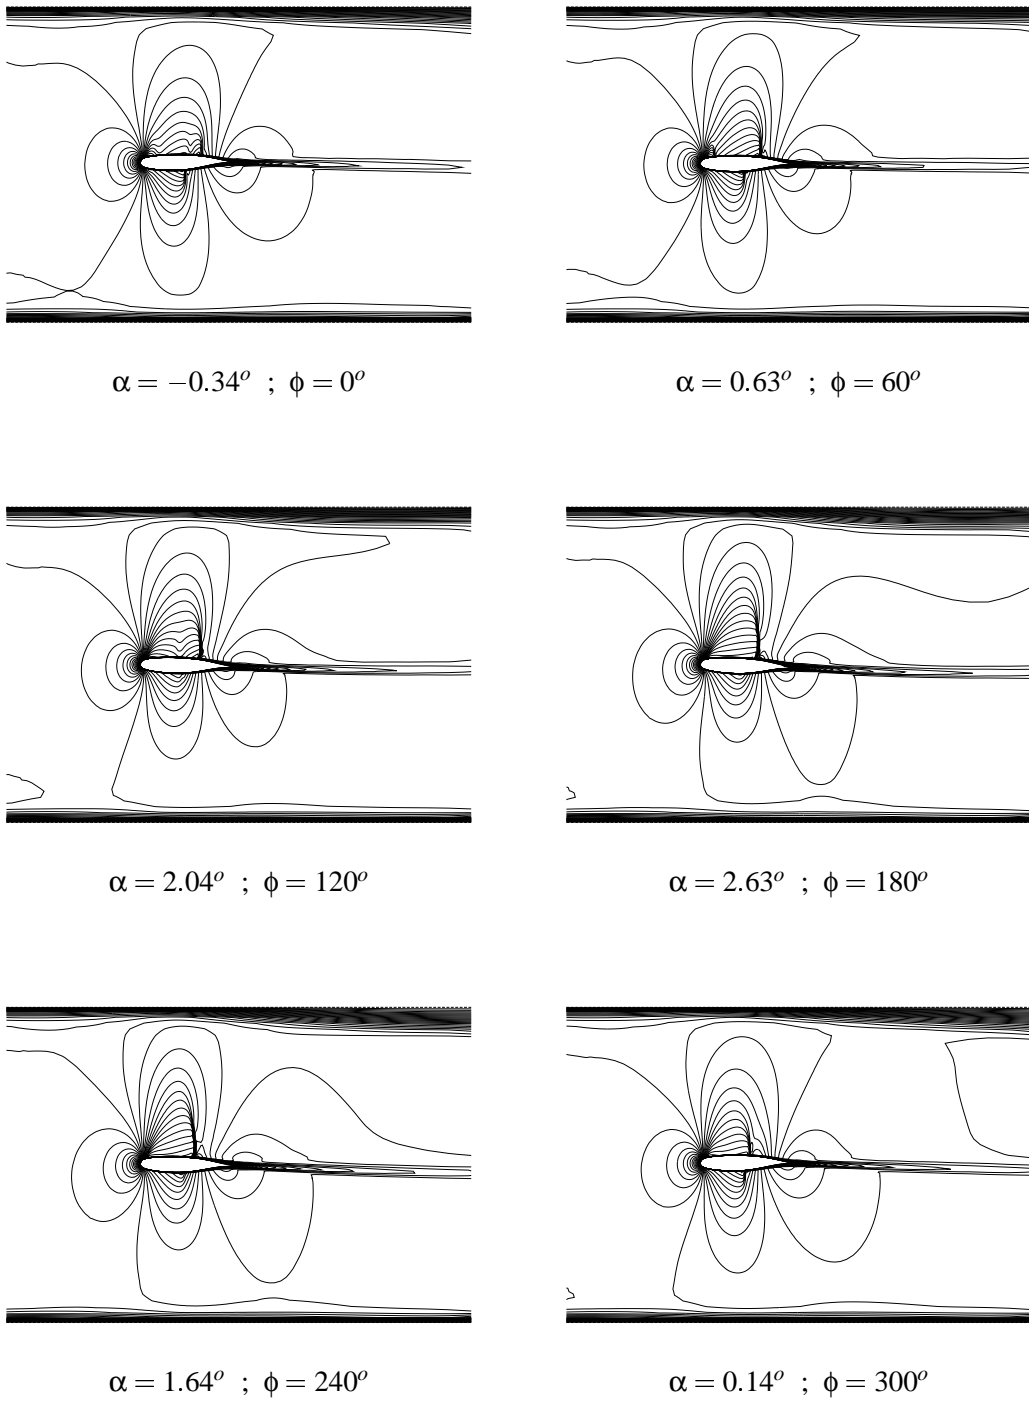 α = −0.34° ; ϕ = 0°
α = 0.63° ; ϕ = 60°
α = 2.04° ; ϕ = 120°
α = 2.63° ; ϕ = 180°
α = 1.64° ; ϕ = 240°
α = 0.14° ; ϕ = 300°